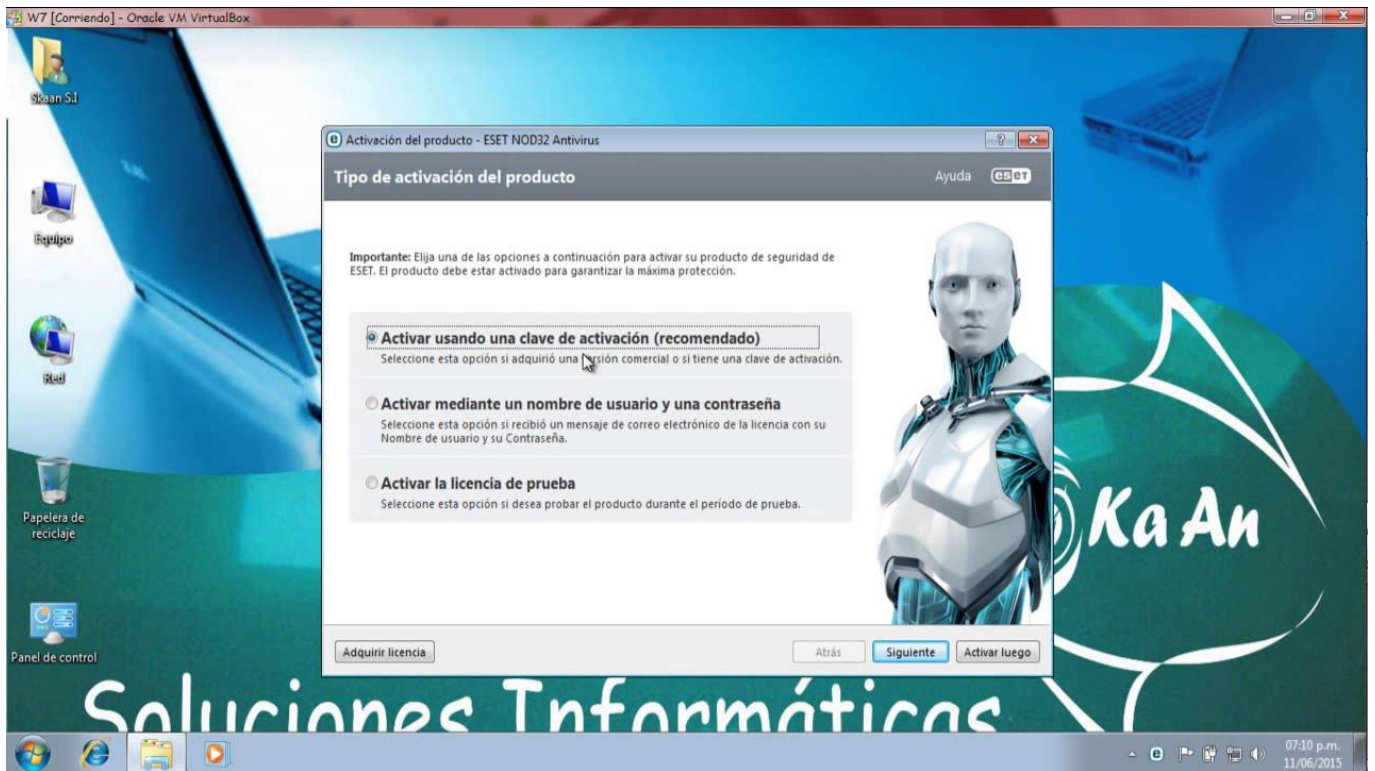 W7 [Corriendo] - Oracle VM VirtualBox
Skaan S.I
Equipo
Red
Papelera de
reciclaje
Panel de control
Activación del producto - ESET NOD32 Antivirus
Tipo de activación del producto
Ayuda
eset
Importante: Elija una de las opciones a continuación para activar su producto de seguridad de
ESET. El producto debe estar activado para garantizar la máxima protección.
Activar usando una clave de activación (recomendado)
Seleccione esta opción si adquirió una versión comercial o si tiene una clave de activación.
Activar mediante un nombre de usuario y una contraseña
Seleccione esta opción si recibió un mensaje de correo electrónico de la licencia con su
Nombre de usuario y su Contraseña.
Activar la licencia de prueba
Seleccione esta opción si desea probar el producto durante el período de prueba.
Adquirir licencia
Atrás
Siguiente
Activar luego
Ka An
Soluciones Informáticas
07:10 p.m.
11/06/2015